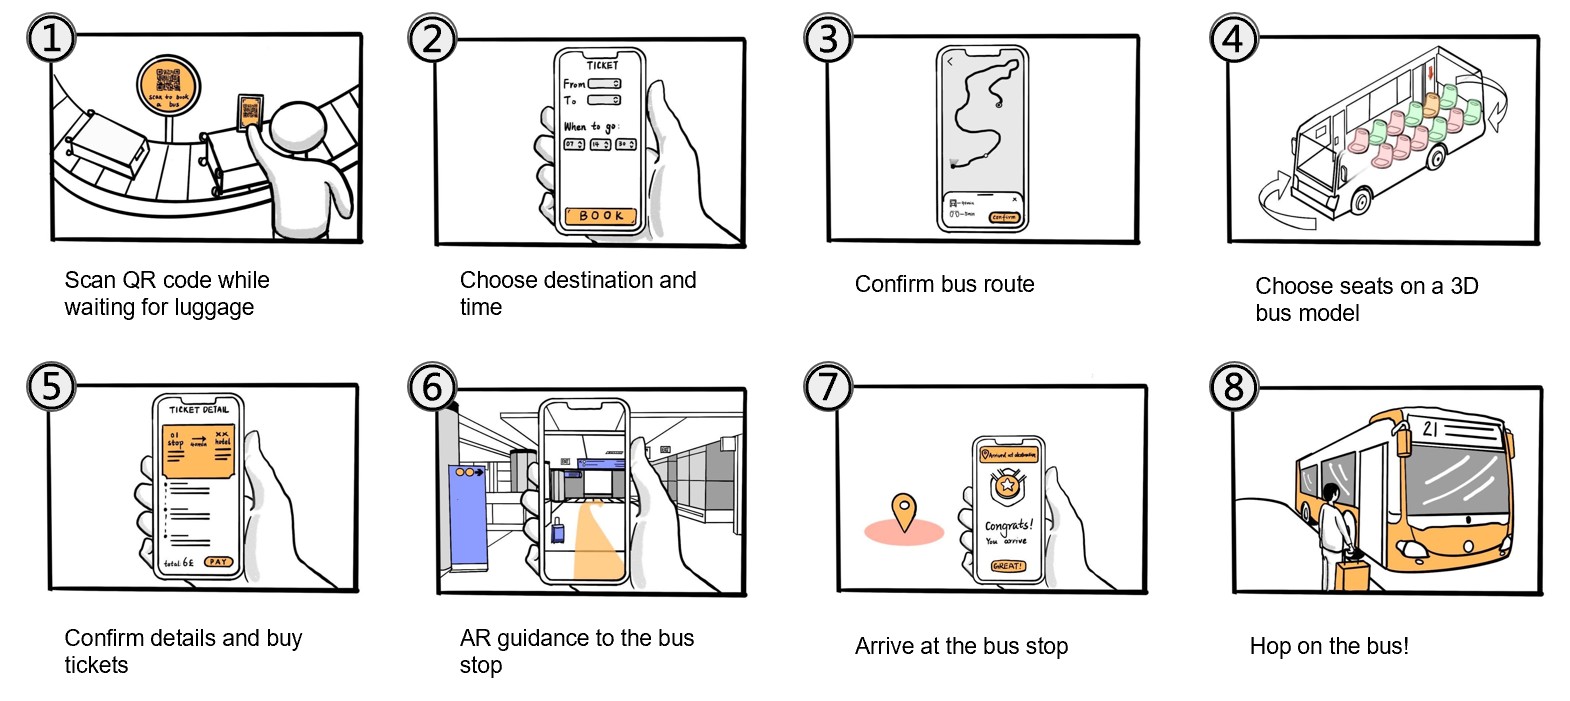 1
scan to book
a bus
Scan QR code while
waiting for luggage
2
TICKET
From
To
When to go:
07 14 30
BOOK
Choose destination and
time
3
Confirm
Confirm bus route
4
Choose seats on a 3D
bus model
5
TICKET DETAIL
01 XX
stop hotel
total 6£ PAY
Confirm details and buy
tickets
6
AR guidance to the bus
stop
7
Arrived at destination
Congrats!
You arrive
GREAT!
Arrive at the bus stop
8
21
Hop on the bus!